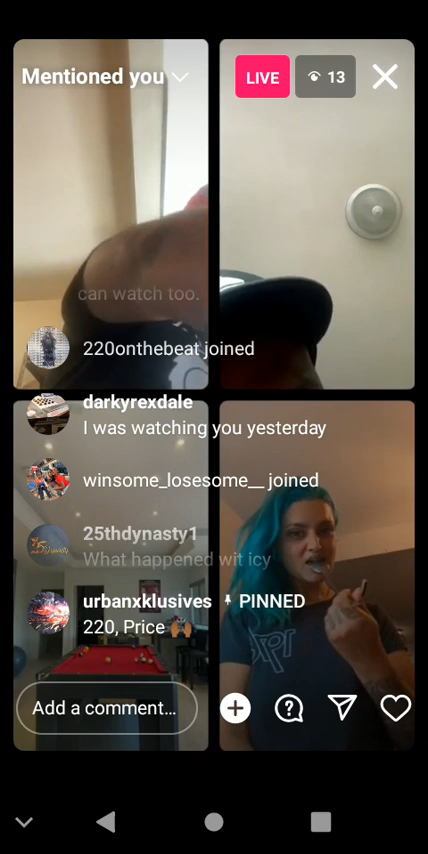 Mentioned you
LIVE
13
can watch too.
220onthebeat joined
darkyrexdale
I was watching you yesterday
winsome_losesome__ joined
25thdynasty1
What happened wit icy
urbanxklusives PINNED
220, Price 🙌🏽
Add a comment...